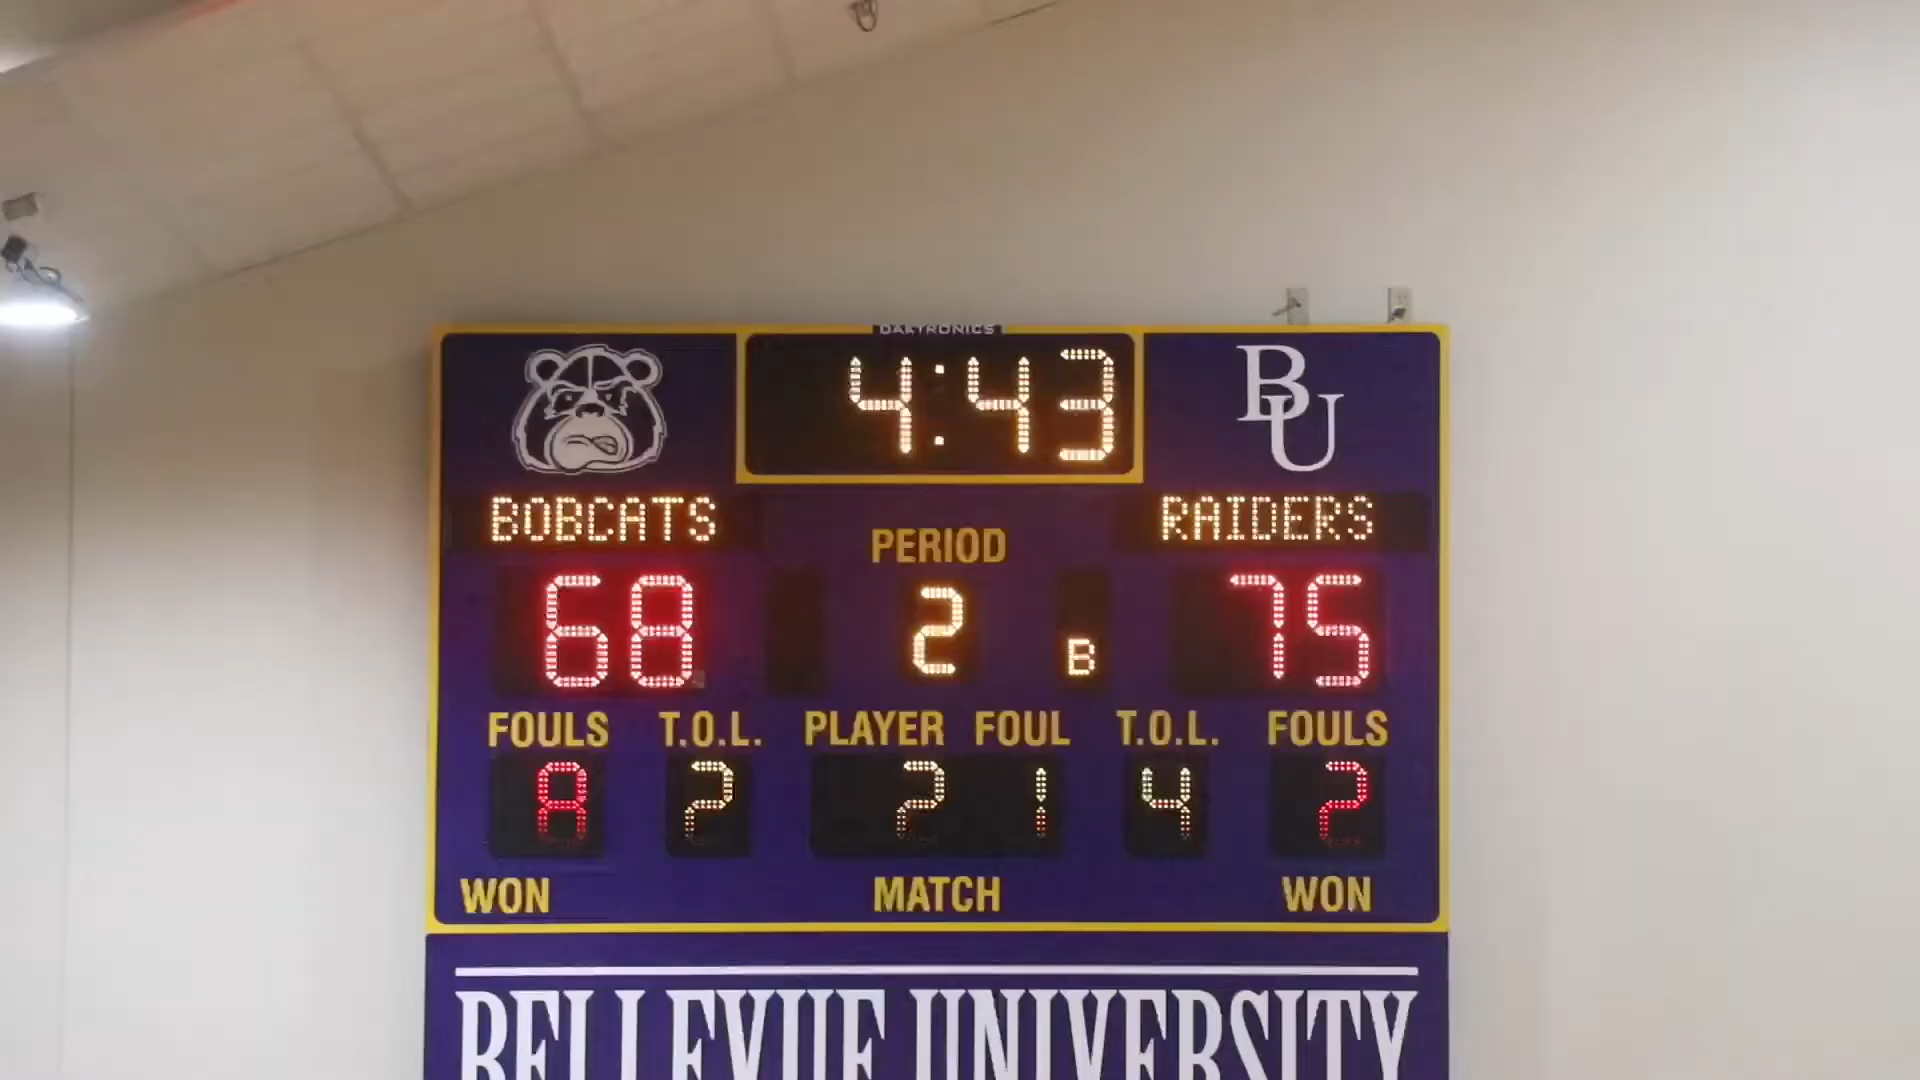 DAKTRONICS
4:43
BU
BOBCATS
RAIDERS
PERIOD
68
2
B
75
FOULS T.O.L. PLAYER FOUL T.O.L. FOULS
8 2 2 1 4 2
WON MATCH WON
BELLEVUE UNIVERSITY